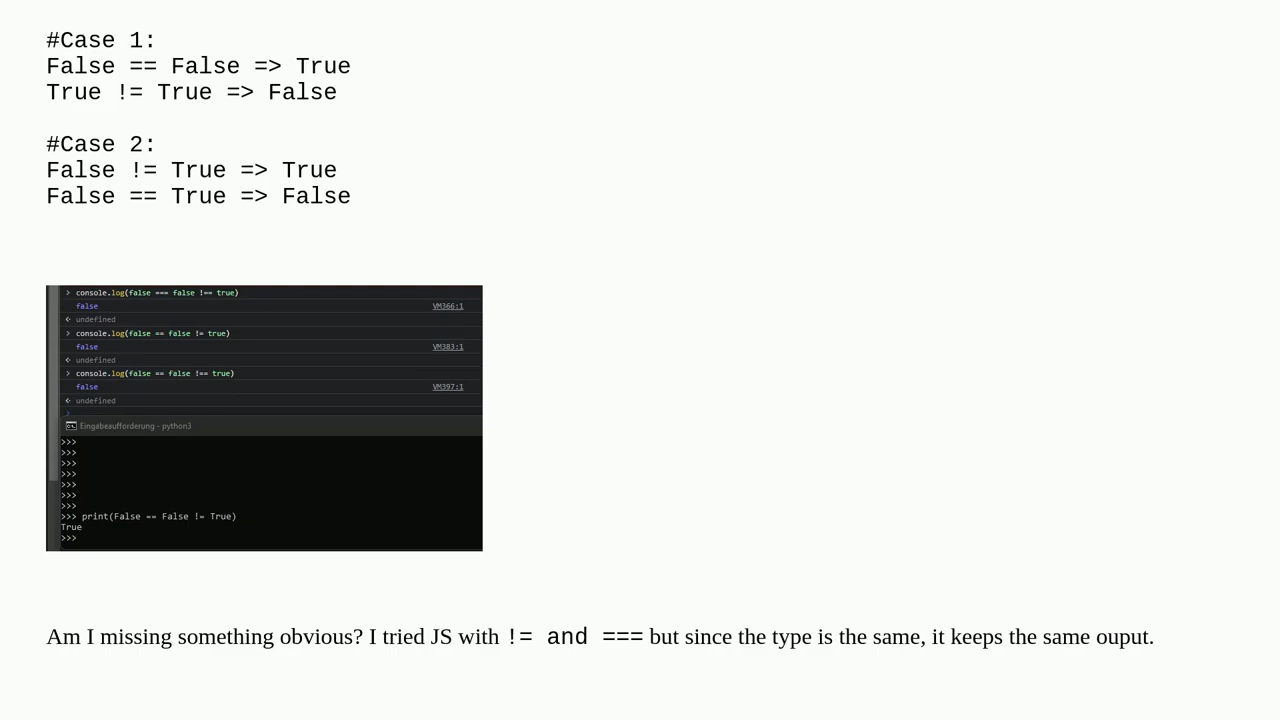 #Case 1:
False == False => True
True != True => False
#Case 2:
False != True => True
False == True => False
> console.log(false === false !== true)
false VM366:1
< undefined
> console.log(false == false != true)
false VM383:1
< undefined
> console.log(false == false !== true)
false VM397:1
< undefined
>
Eingabeaufforderung - python3
>>>
>>>
>>>
>>>
>>>
>>>
>>>
>>> print(False == False != True)
True
>>>
Am I missing something obvious? I tried JS with != and === but since the type is the same, it keeps the same ouput.